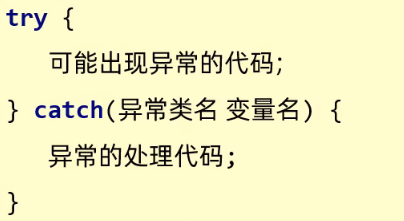 try {
可能出现异常的代码;
} catch(异常类名 变量名) {
异常的处理代码;
}